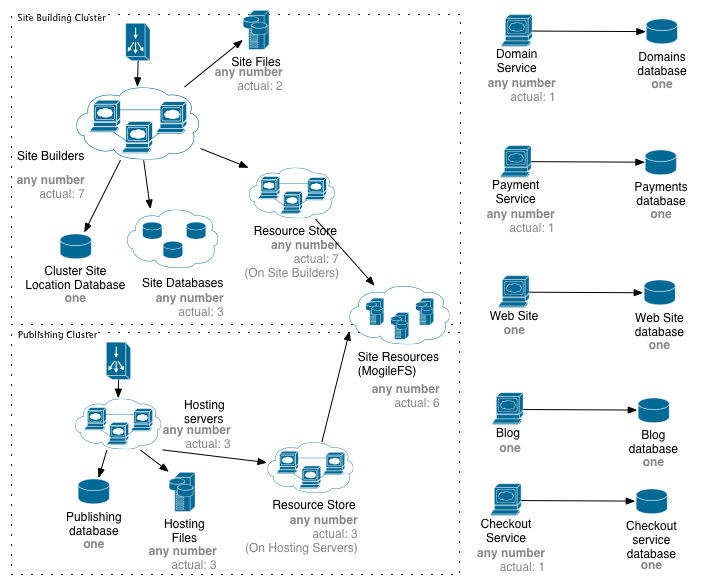 Site Building Cluster
Site Files
any number
actual: 2
Site Builders
any number
actual: 7
Resource Store
any number
actual: 7
(On Site Builders)
Cluster Site
Location Database
one
Site Databases
any number
actual: 3
Site Resources
(MogileFS)
any number
actual: 6
Publishing Cluster
Hosting
servers
any number
actual: 3
Publishing
database
one
Hosting
Files
any number
actual: 3
Resource Store
any number
actual: 3
(On Hosting Servers)
Domain
Service
any number
actual: 1
Domains
database
one
Payment
Service
any number
actual: 1
Payments
database
one
Web Site
one
Web Site
database
one
Blog
one
Blog
database
one
Checkout
Service
any number
actual: 1
Checkout
service
database
one